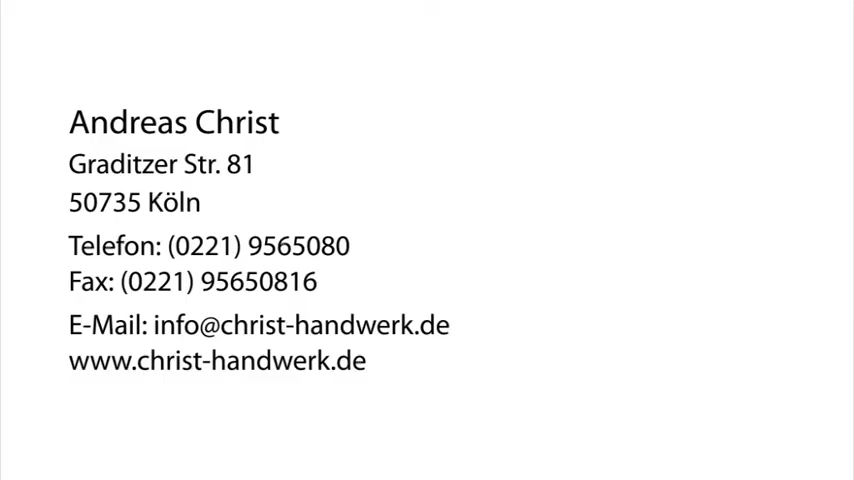 Andreas Christ
Graditzer Str. 81
50735 Köln
Telefon: (0221) 9565080
Fax: (0221) 95650816
E-Mail: info@christ-handwerk.de
www.christ-handwerk.de